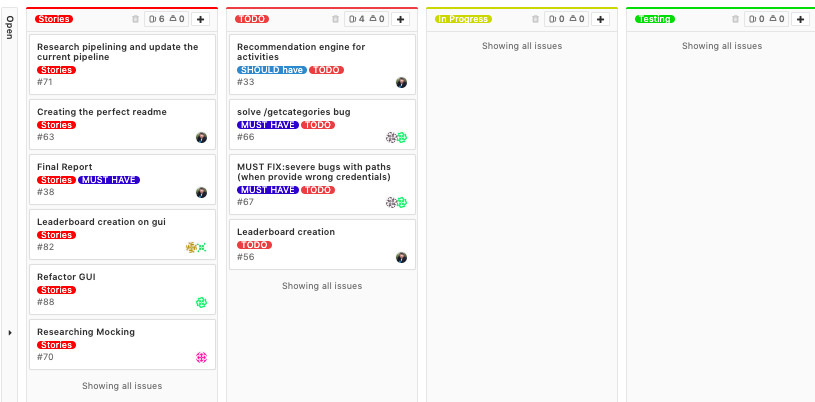 Open
Stories 6 0
Research pipelining and update the
current pipeline
Stories
#71
Creating the perfect readme
Stories
#63
Final Report
Stories MUST HAVE
#38
Leaderboard creation on gui
Stories
#82
Refactor GUI
Stories
#88
Researching Mocking
Stories
#70
Showing all issues
TODO 4 0
Recommendation engine for
activities
SHOULD have TODO
#33
solve /getcategories bug
MUST HAVE TODO
#66
MUST FIX:severe bugs with paths
(when provide wrong credentials)
MUST HAVE TODO
#67
Leaderboard creation
TODO
#56
Showing all issues
In Progress 0 0
Showing all issues
Testing 0 0
Showing all issues